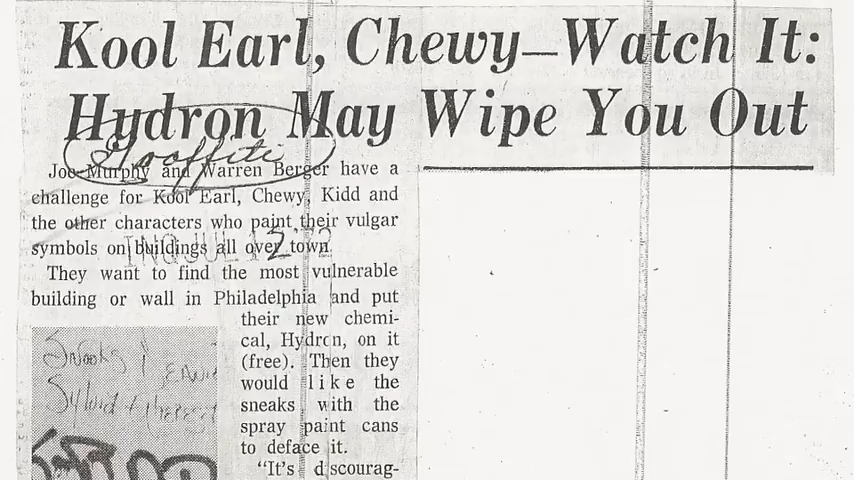 Kool Earl, Chewy—Watch It:
Hydron May Wipe You Out
Graffiti
Joe Murphy and Warren Berger have a
challenge for Kool Earl, Chewy, Kidd and
the other characters who paint their vulgar
symbols on buildings all over town.
They want to find the most vulnerable
building or wall in Philadelphia and put
their new chemi-
cal, Hydron, on it
(free). Then they
would like the
sneaks with the
spray paint cans
to deface it.
"It's discourag-